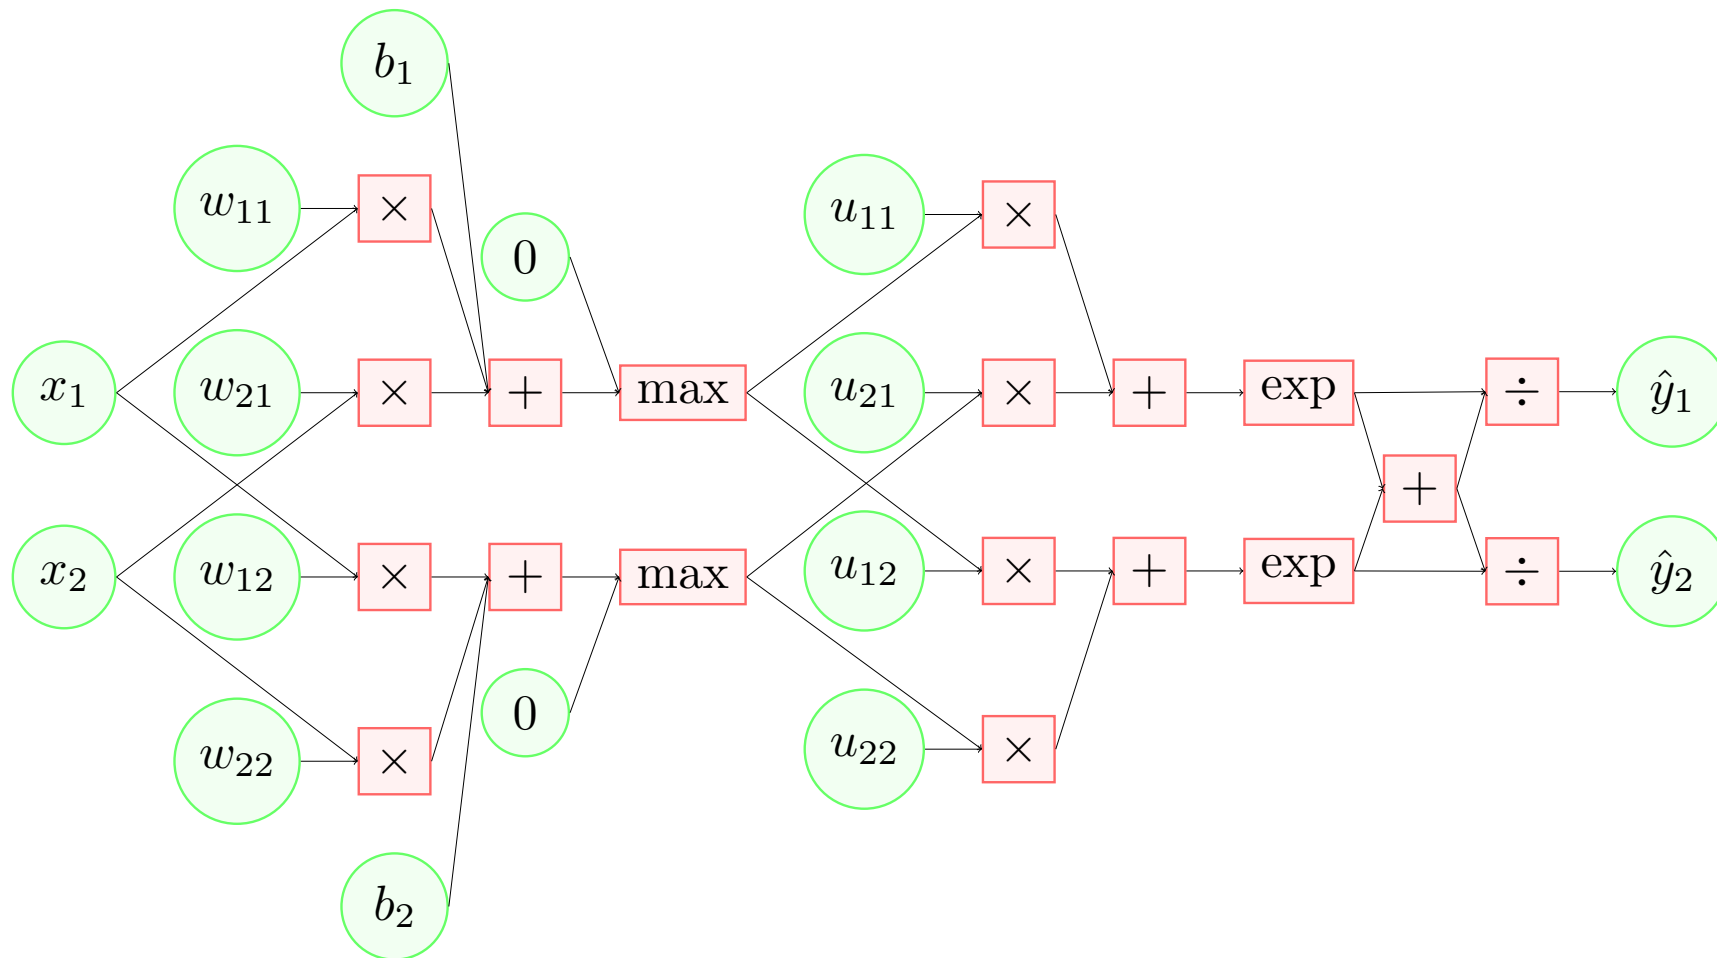 b₁
w₁₁ × u₁₁ ×
0
x₁ w₂₁ × + max u₂₁ × + exp ÷ ŷ₁
+
x₂ w₁₂ × + max u₁₂ × + exp ÷ ŷ₂
0
w₂₂ × u₂₂ ×
b₂